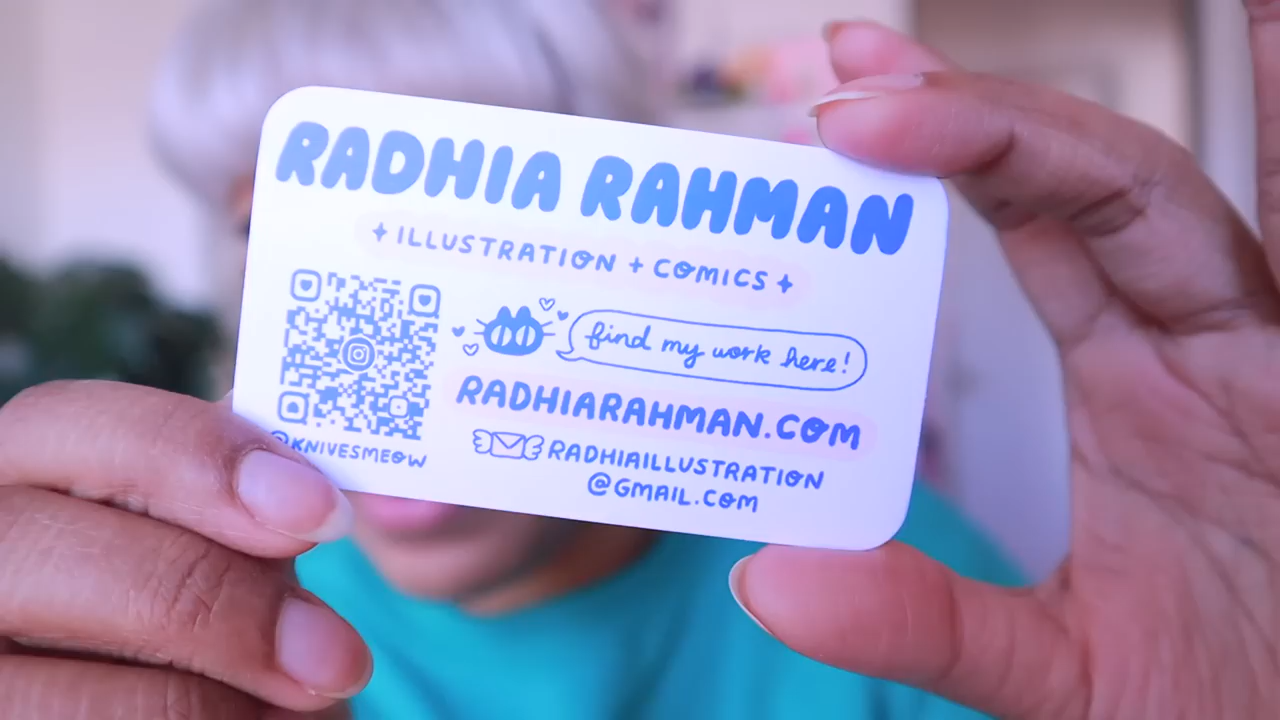 RADHIA RAHMAN
✦ ILLUSTRATION ✦ COMICS ✦
find my work here!
RADHIARAHMAN.COM
RADHIAILLUSTRATION
@GMAIL.COM
@KNIVESMEOW